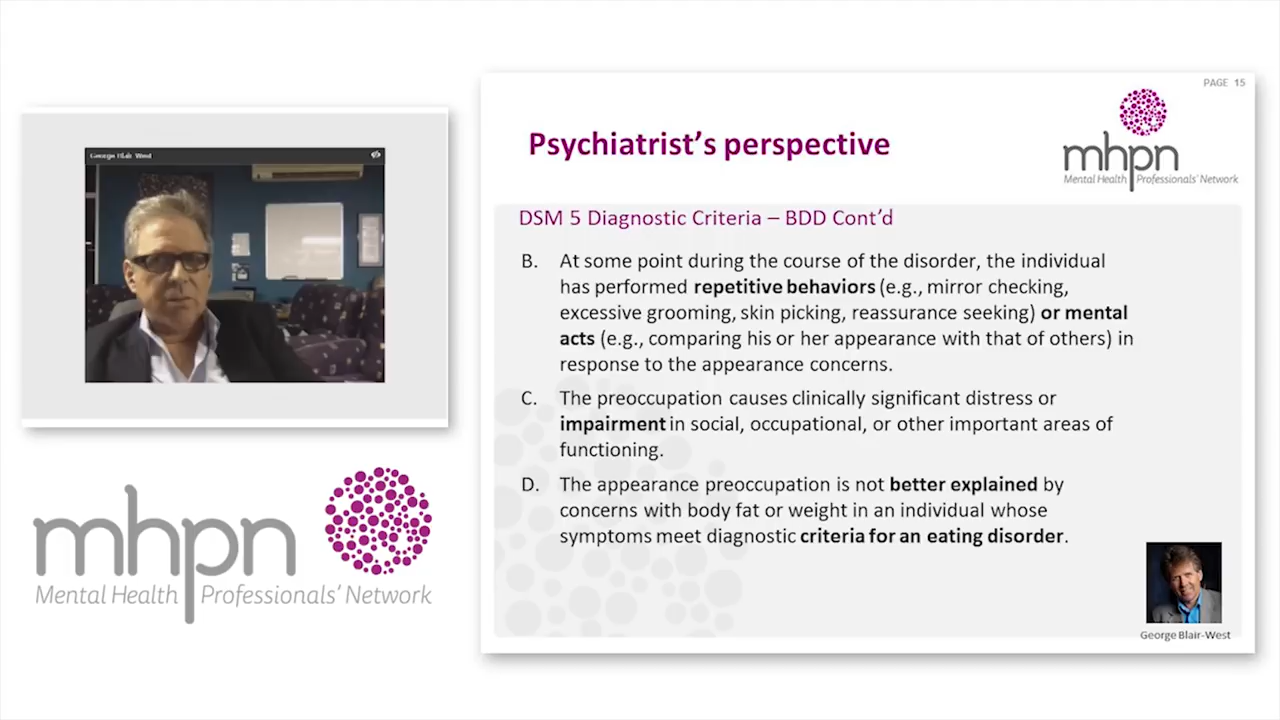 George Blair West
mhpn
Mental Health Professionals' Network
PAGE 15
Psychiatrist's perspective
mhpn
Mental Health Professionals' Network
DSM 5 Diagnostic Criteria – BDD Cont'd
B. At some point during the course of the disorder, the individual
has performed repetitive behaviors (e.g., mirror checking,
excessive grooming, skin picking, reassurance seeking) or mental
acts (e.g., comparing his or her appearance with that of others) in
response to the appearance concerns.
C. The preoccupation causes clinically significant distress or
impairment in social, occupational, or other important areas of
functioning.
D. The appearance preoccupation is not better explained by
concerns with body fat or weight in an individual whose
symptoms meet diagnostic criteria for an eating disorder.
George Blair-West